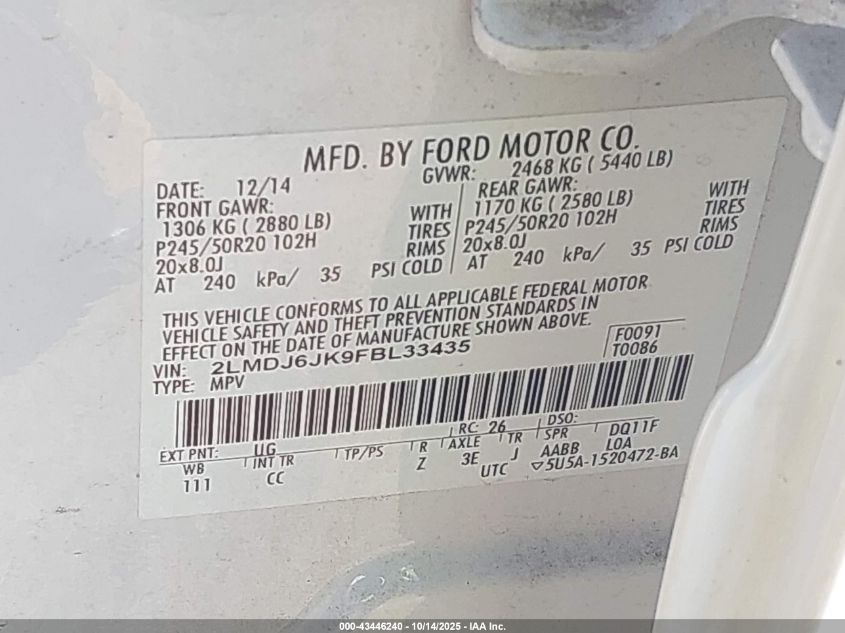 MFD. BY FORD MOTOR CO.
DATE: 12/14 GVWR: 2468 KG ( 5440 LB)
FRONT GAWR: REAR GAWR:
1306 KG ( 2880 LB) WITH 1170 KG ( 2580 LB) WITH
P245/50R20 102H TIRES P245/50R20 102H TIRES
20x8.0J RIMS 20x8.0J RIMS
AT 240 kPa/ 35 PSI COLD AT 240 kPa/ 35 PSI COLD
THIS VEHICLE CONFORMS TO ALL APPLICABLE FEDERAL MOTOR
VEHICLE SAFETY AND THEFT PREVENTION STANDARDS IN
EFFECT ON THE DATE OF MANUFACTURE SHOWN ABOVE.
VIN: 2LMDJ6JK9FBL33435 F0091
TYPE: MPV T0086
EXT PNT: UG RC: 26 DSO:
WB INT TR TP/PS R AXLE TR SPR DQ11F
111 CC Z 3E J AABB LOA
UTC ▽5U5A-1520472-BA
000-43446240 - 10/14/2025 - IAA Inc.